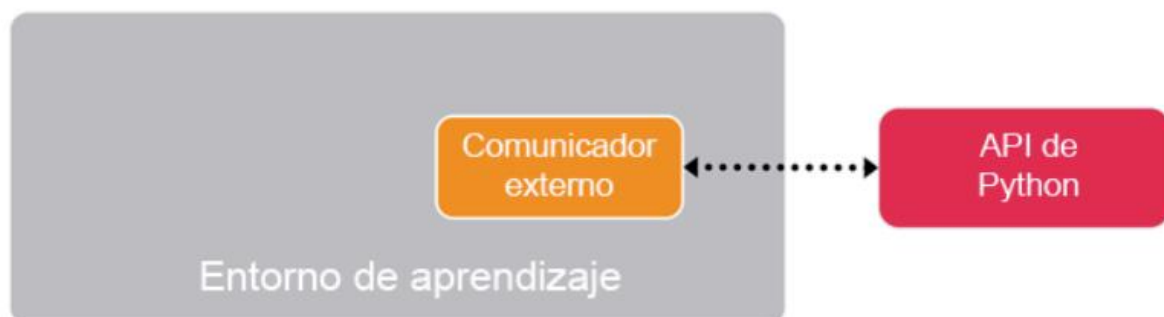 Comunicador
externo
API de
Python
Entorno de aprendizaje